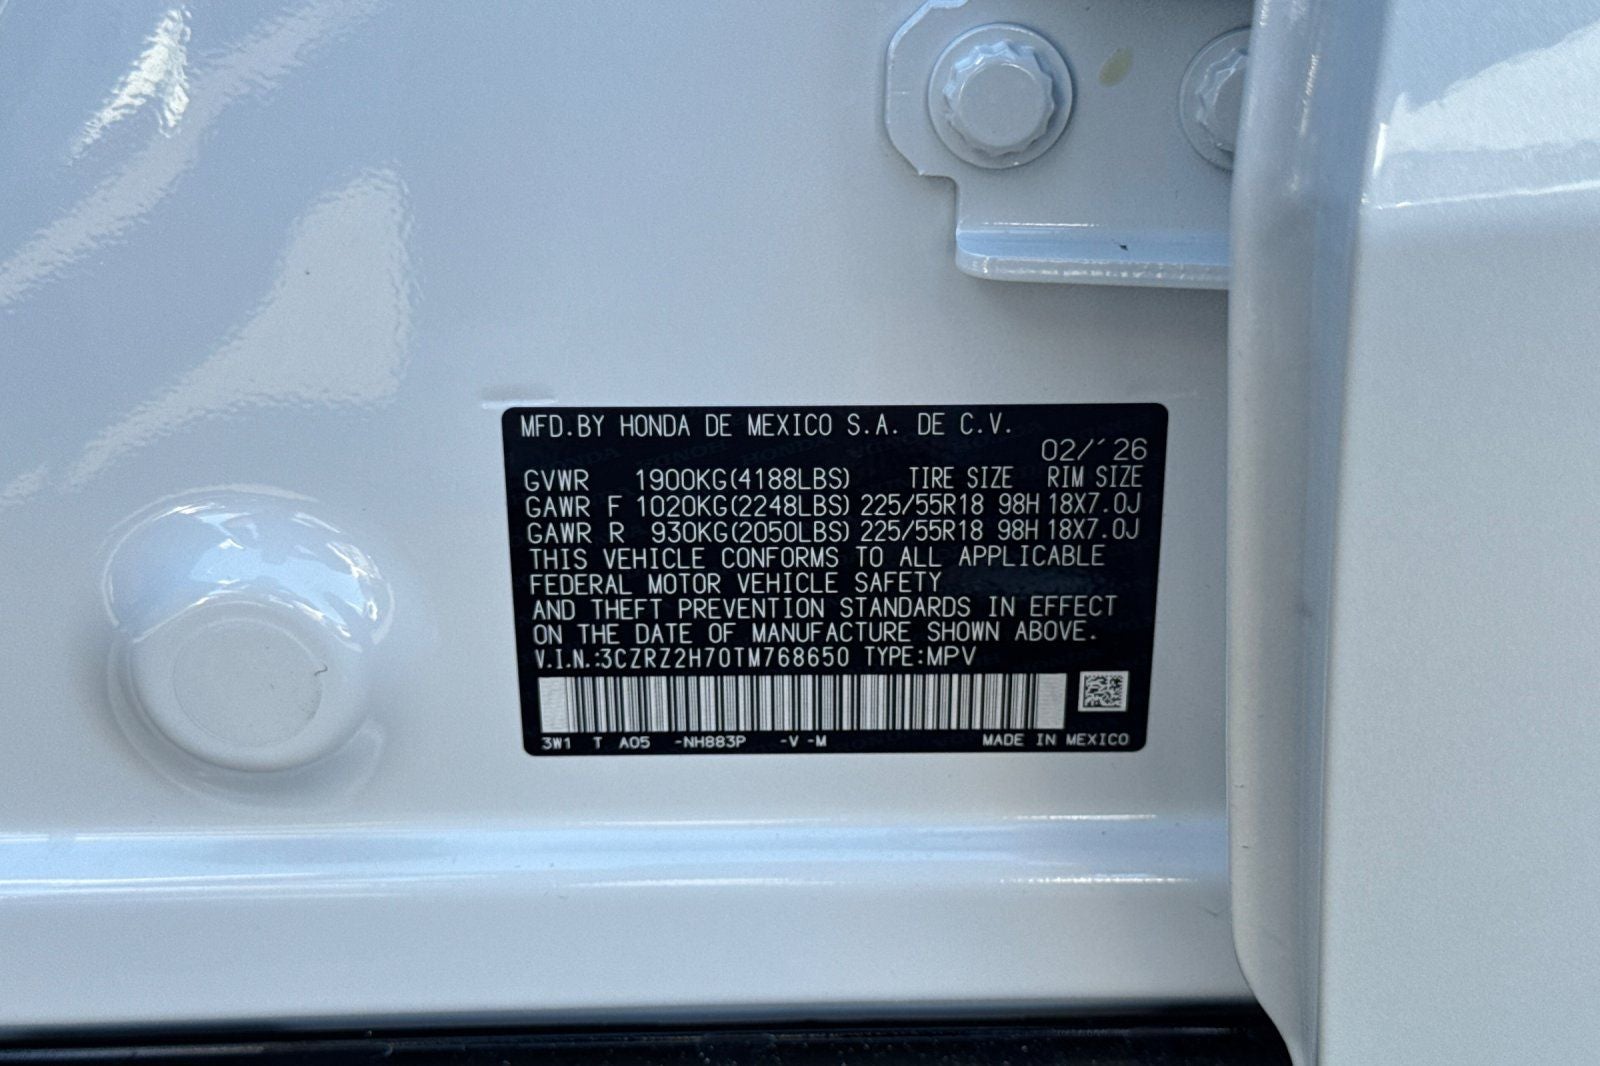 MFD.BY HONDA DE MEXICO S.A. DE C.V.
02/´26
GVWR 1900KG(4188LBS) TIRE SIZE RIM SIZE
GAWR F 1020KG(2248LBS) 225/55R18 98H 18X7.0J
GAWR R 930KG(2050LBS) 225/55R18 98H 18X7.0J
THIS VEHICLE CONFORMS TO ALL APPLICABLE
FEDERAL MOTOR VEHICLE SAFETY
AND THEFT PREVENTION STANDARDS IN EFFECT
ON THE DATE OF MANUFACTURE SHOWN ABOVE.
V.I.N.:3CZRZ2H70TM768650 TYPE:MPV
3W1 T A05 -NH883P -V -M MADE IN MEXICO